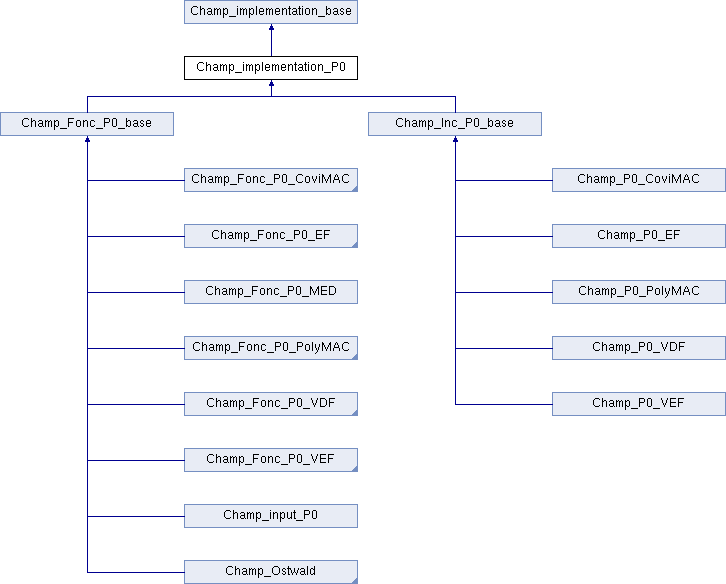 Champ_implementation_base
Champ_implementation_P0
Champ_Fonc_P0_base
Champ_Inc_P0_base
Champ_Fonc_P0_CoviMAC
Champ_P0_CoviMAC
Champ_Fonc_P0_EF
Champ_P0_EF
Champ_Fonc_P0_MED
Champ_P0_PolyMAC
Champ_Fonc_P0_PolyMAC
Champ_P0_VDF
Champ_Fonc_P0_VDF
Champ_P0_VEF
Champ_Fonc_P0_VEF
Champ_input_P0
Champ_Ostwald